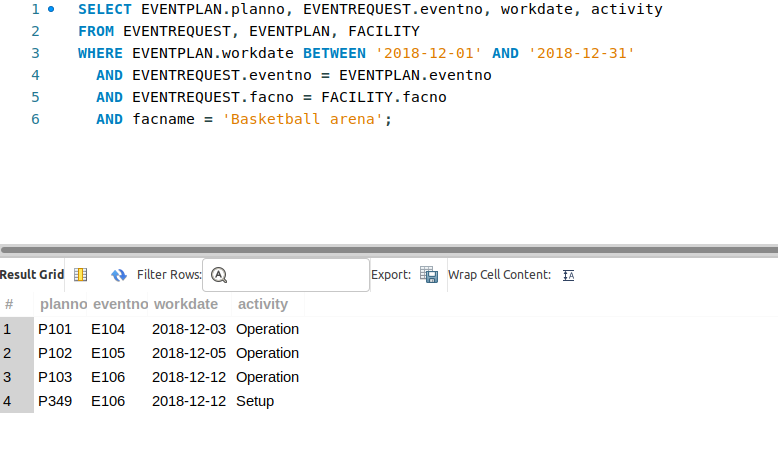 1 SELECT EVENTPLAN.planno, EVENTREQUEST.eventno, workdate, activity
2 FROM EVENTREQUEST, EVENTPLAN, FACILITY
3 WHERE EVENTPLAN.workdate BETWEEN '2018-12-01' AND '2018-12-31'
4 AND EVENTREQUEST.eventno = EVENTPLAN.eventno
5 AND EVENTREQUEST.facno = FACILITY.facno
6 AND facname = 'Basketball arena';
Result Grid Filter Rows: Export: Wrap Cell Content:
# planno eventno workdate activity
1 P101 E104 2018-12-03 Operation
2 P102 E105 2018-12-05 Operation
3 P103 E106 2018-12-12 Operation
4 P349 E106 2018-12-12 Setup